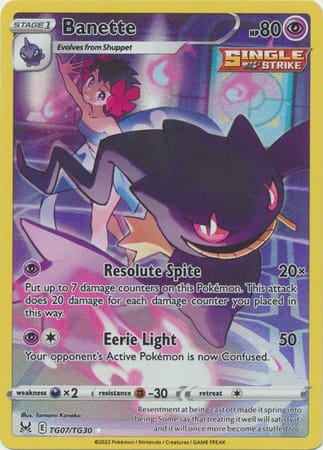 STAGE 1
Banette
HP80
Evolves from Shuppet
SINGLE
STRIKE
Resolute Spite 20×
Put up to 7 damage counters on this Pokémon. This attack
does 20 damage for each damage counter you placed in
this way.
Eerie Light 50
Your opponent's Active Pokémon is now Confused.
weakness ×2 resistance -30 retreat
Illus. Tomomi Kaneko
E TG07/TG30
Resentment at being cast off made it spring into
being. Some say that treating it well will satisfy it,
and it will once more become a stuffed toy.
©2022 Pokémon / Nintendo / Creatures / GAME FREAK